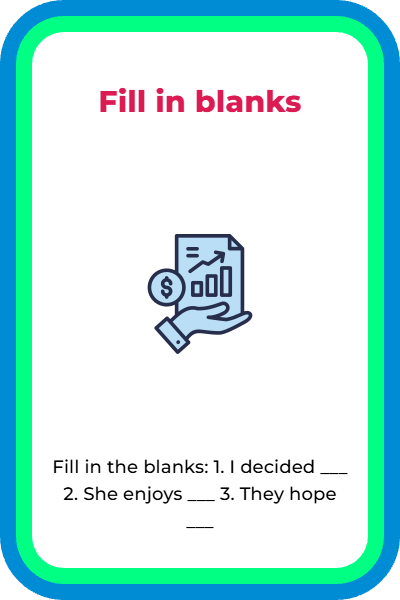 Fill in blanks
$
Fill in the blanks: 1. I decided ___
2. She enjoys ___ 3. They hope
___